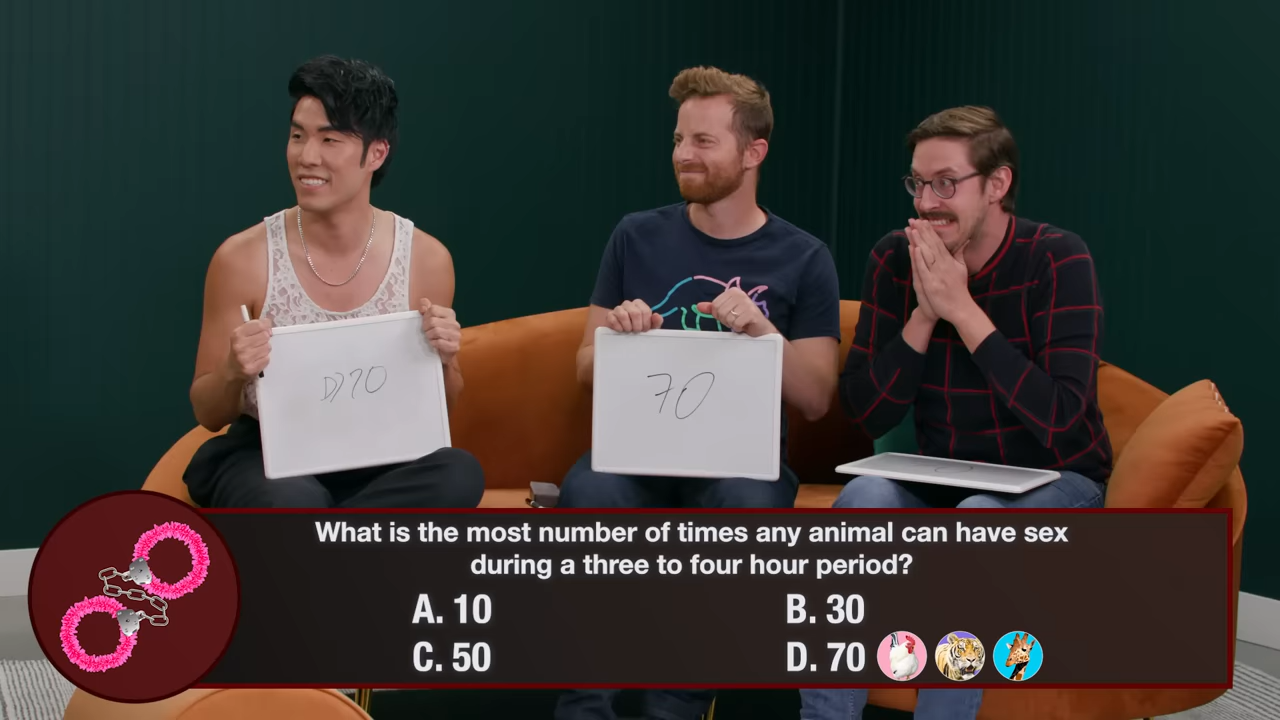 D) 70
70
What is the most number of times any animal can have sex
during a three to four hour period?
A. 10
B. 30
C. 50
D. 70